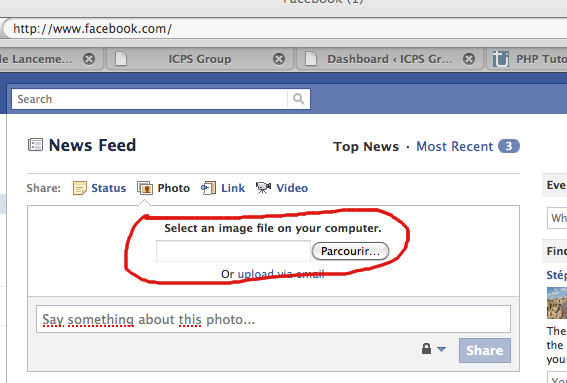 Facebook (1)
http://www.facebook.com/
le Lanceme... ICPS Group Dashboard ‹ ICPS Gr... PHP Tuto
Search
News Feed Top News · Most Recent 3
Share: Status Photo Link Video
Select an image file on your computer.
Parcourir...
Or upload via email
Say something about this photo...
Share
Eve
Wh
Find
Stép
The
the
your
You